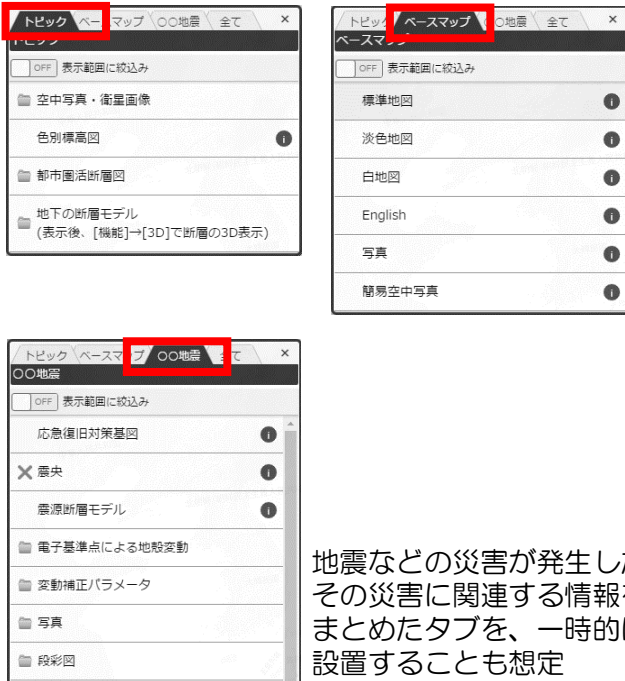 トピック ベー マップ 〇〇地震 全て ×
OFF 表示範囲に絞込み
空中写真・衛星画像
色別標高図
都市圏活断層図
地下の断層モデル
(表示後、[機能]→[3D]で断層の3D表示)
トピッ ベースマップ 〇地震 全て ×
ベースマップ
OFF 表示範囲に絞込み
標準地図
淡色地図
白地図
English
写真
簡易空中写真
トピック ベースマ プ 〇〇地震 て ×
〇〇地震
OFF 表示範囲に絞込み
応急復旧対策基図
震央
震源断層モデル
電子基準点による地殻変動
変動補正パラメータ
写真
段彩図
地震などの災害が発生し
その災害に関連する情報
まとめたタブを、一時的
設置することも想定